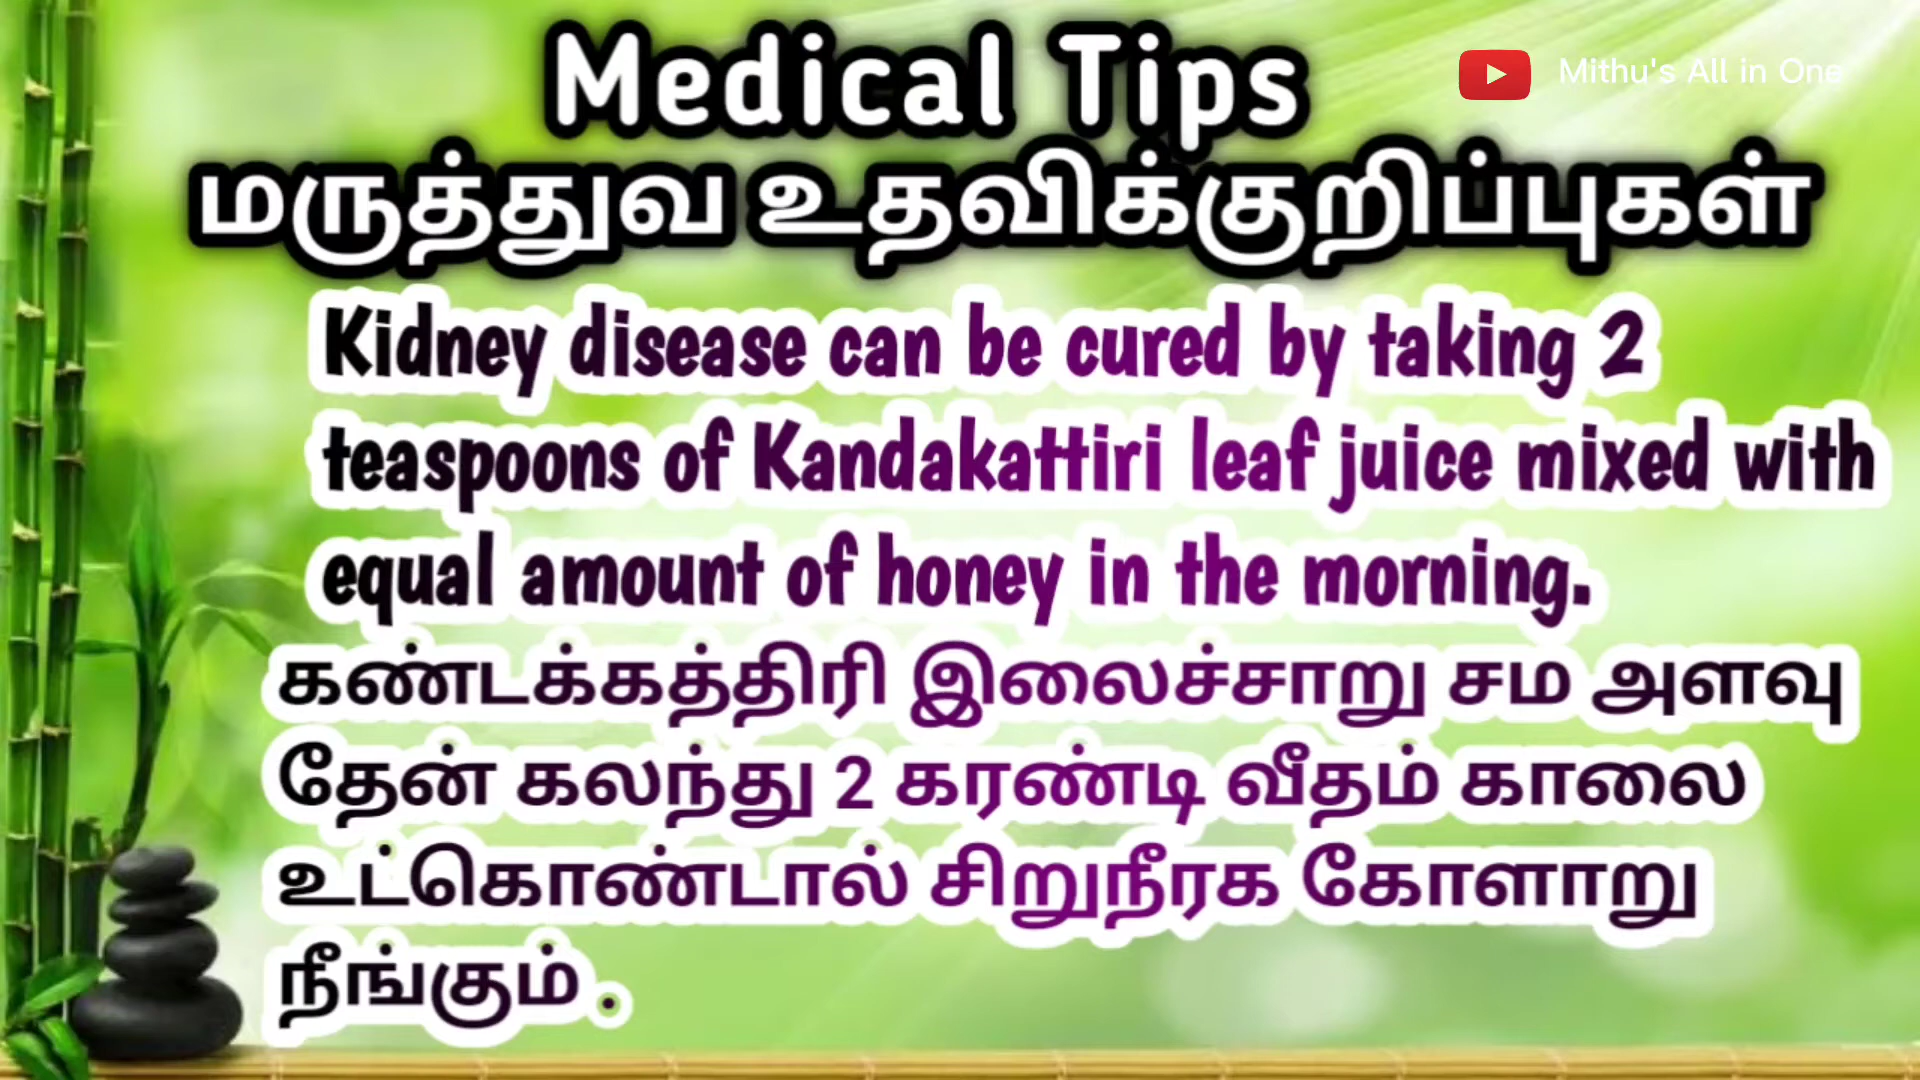 Medical Tips
Mithu's All in One
மருத்துவ உதவிக்குறிப்புகள்
Kidney disease can be cured by taking 2
teaspoons of Kandakattiri leaf juice mixed with
equal amount of honey in the morning.
கண்டக்கத்திரி இலைச்சாறு சம அளவு
தேன் கலந்து 2 கரண்டி வீதம் காலை
உட்கொண்டால் சிறுநீரக கோளாறு
நீங்கும் .